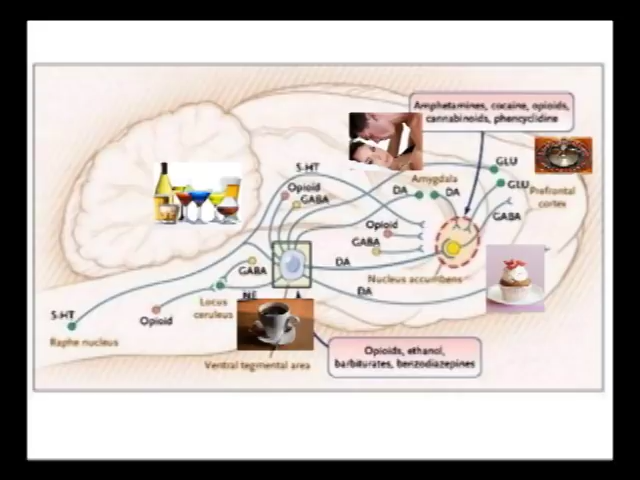 Amphetamines, cocaine, opioids,
cannabinoids, phencyclidine
5-HT
GLU
Opioid
GABA
Amygdala
DA
DA
GLU
Prefrontal
cortex
GABA
Opioid
GABA
DA
GABA
Nucleus accumbens
DA
NE
Locus
ceruleus
5-HT
Opioid
Raphe nucleus
Ventral tegmental area
Opioids, ethanol,
barbiturates, benzodiazepines